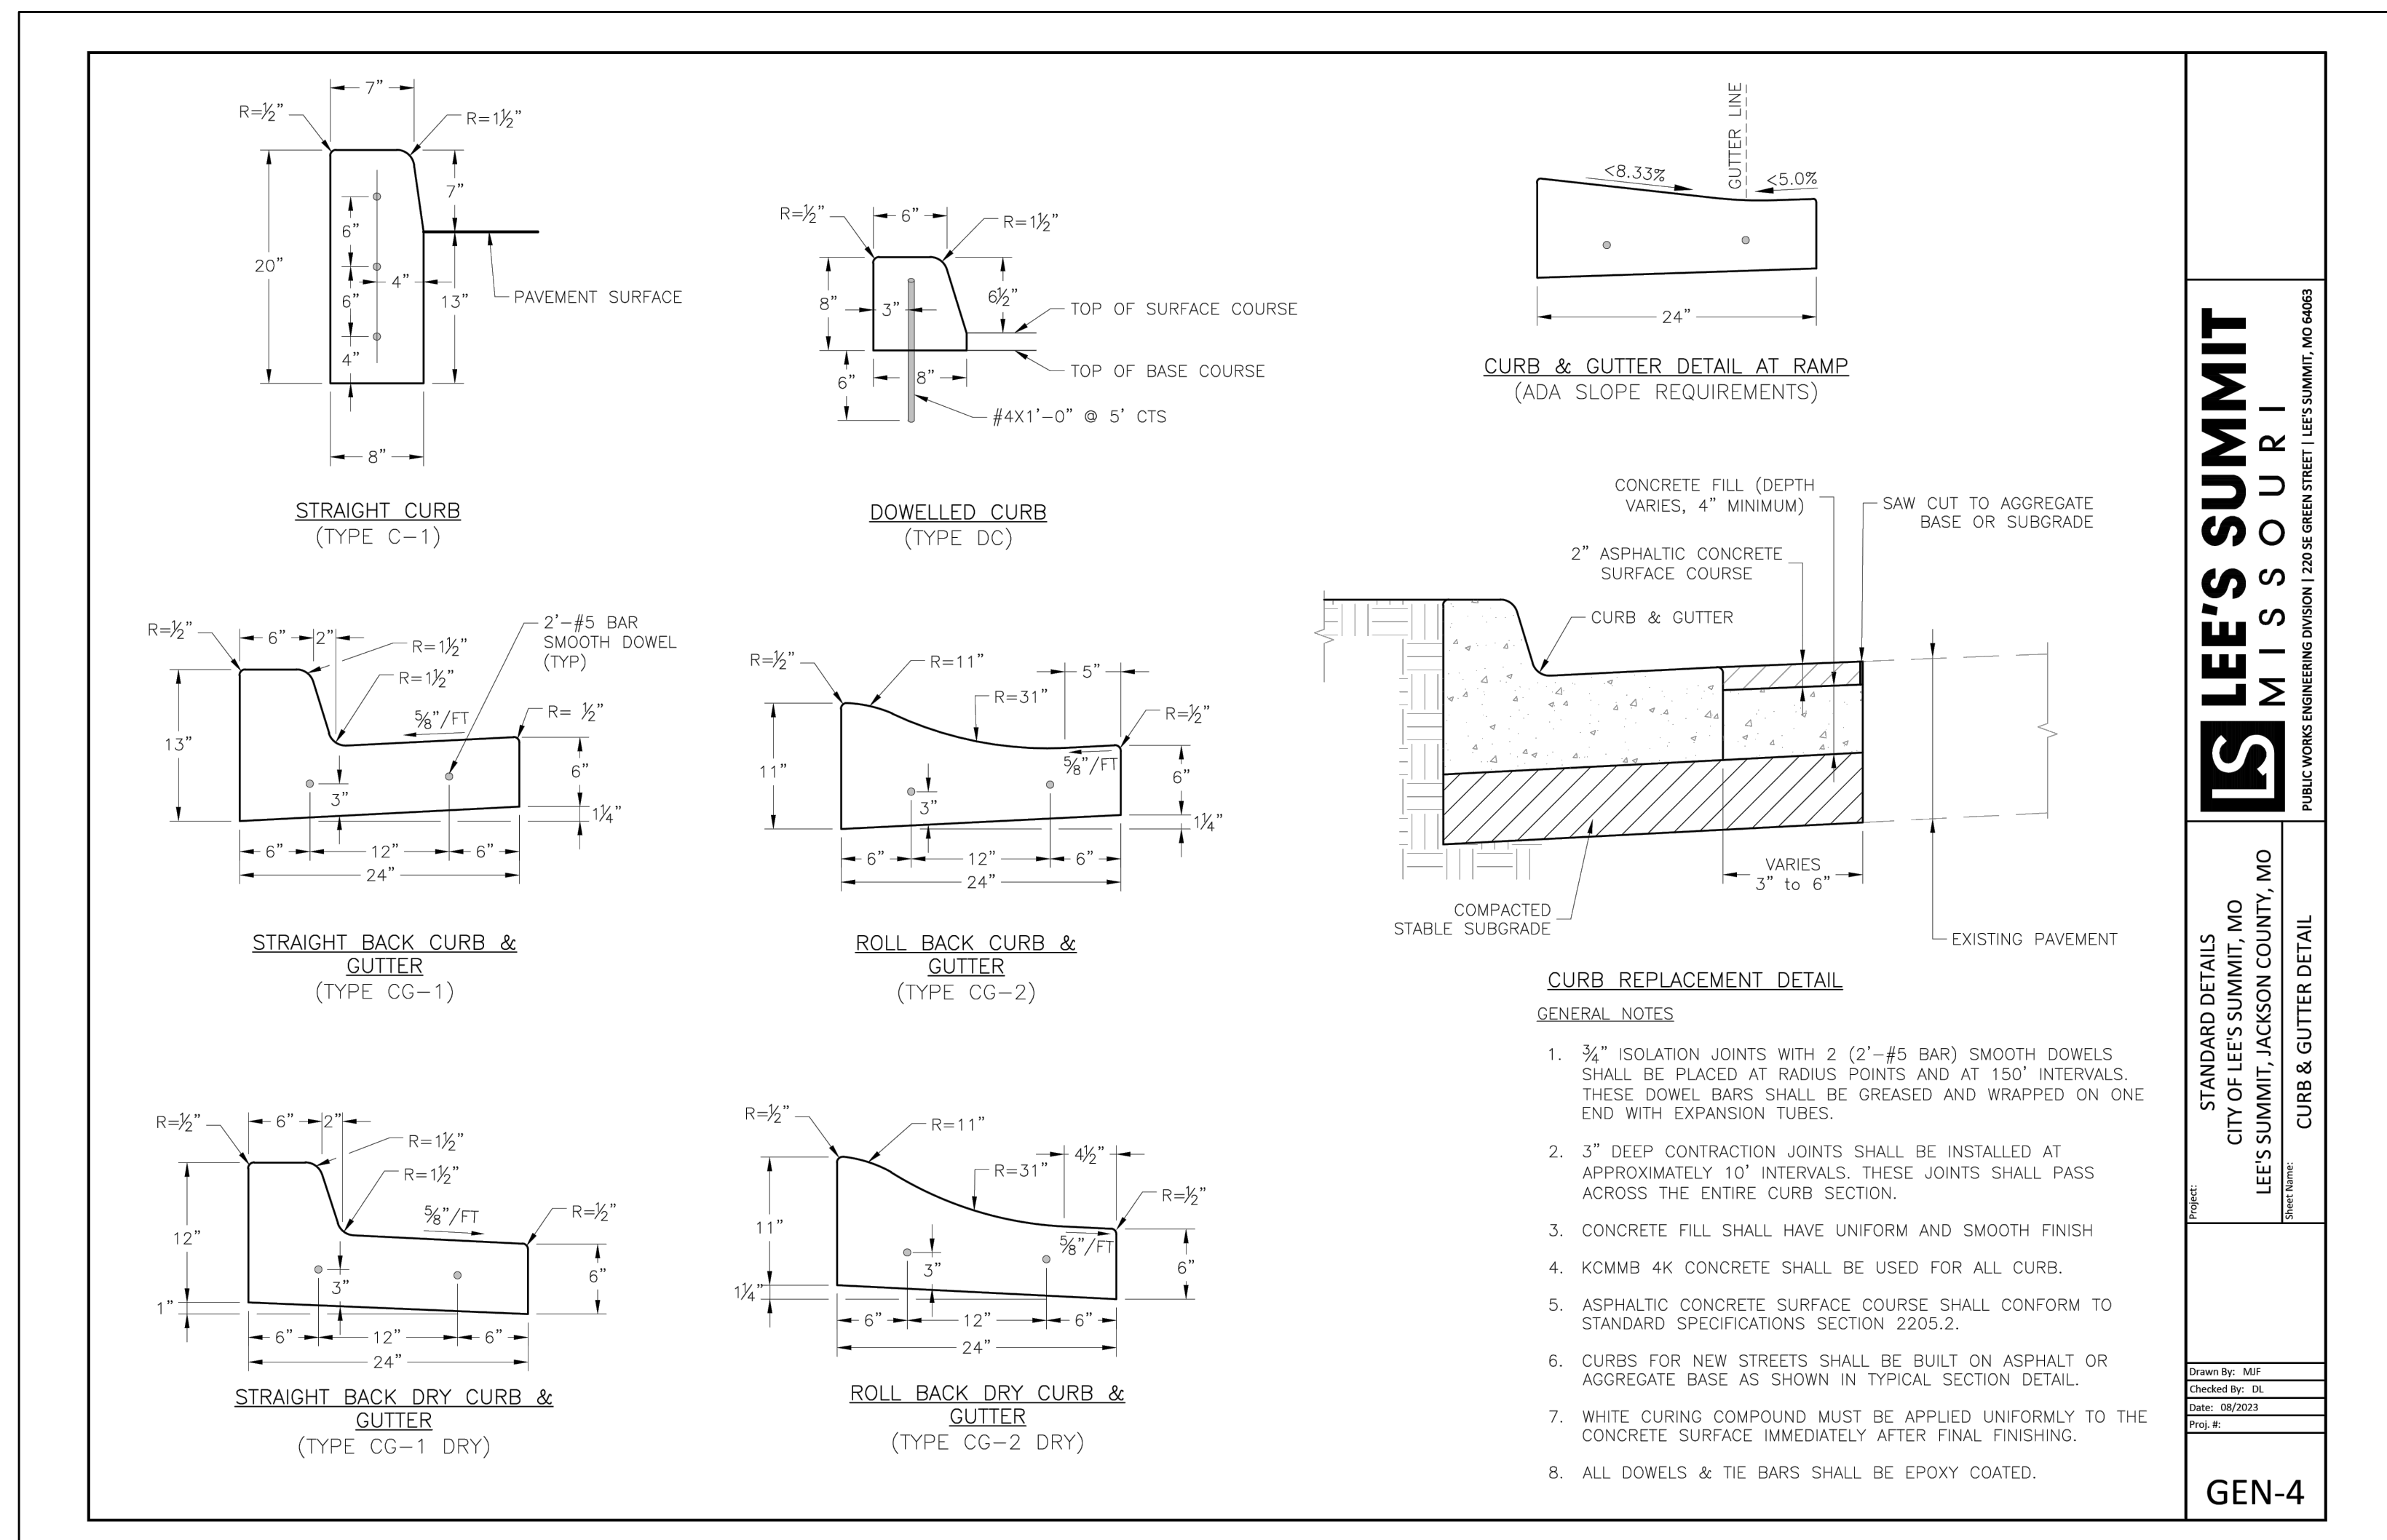 7”
R=½”
R=1½”
7”
6”
20”
4”
6”
13”
PAVEMENT SURFACE
4”
8”
STRAIGHT CURB
(TYPE C-1)
R=½”
6”
R=1½”
8”
3”
6½”
TOP OF SURFACE COURSE
TOP OF BASE COURSE
6”
8”
#4X1’-0” @ 5’ CTS
DOWELLED CURB
(TYPE DC)
GUTTER LINE
<8.33%
<5.0%
24”
CURB & GUTTER DETAIL AT RAMP
(ADA SLOPE REQUIREMENTS)
R=½”
6”
2”
R=1½”
R=1½”
2’-#5 BAR
SMOOTH DOWEL
(TYP)
⅝”/FT
R= ½”
13”
3”
6”
1¼”
6”
12”
6”
24”
STRAIGHT BACK CURB &
GUTTER
(TYPE CG-1)
R=½”
R=11”
5”
R=31”
R=½”
⅝”/FT
11”
3”
6”
1¼”
6”
12”
6”
24”
ROLL BACK CURB &
GUTTER
(TYPE CG-2)
CONCRETE FILL (DEPTH
VARIES, 4” MINIMUM)
SAW CUT TO AGGREGATE
BASE OR SUBGRADE
2” ASPHALTIC CONCRETE
SURFACE COURSE
CURB & GUTTER
VARIES
3” to 6”
COMPACTED
STABLE SUBGRADE
EXISTING PAVEMENT
CURB REPLACEMENT DETAIL
R=½”
6”
2”
R=1½”
R=1½”
⅝”/FT
R=½”
12”
3”
6”
1”
6”
12”
6”
24”
STRAIGHT BACK DRY CURB &
GUTTER
(TYPE CG-1 DRY)
R=½”
R=11”
4½”
R=31”
R=½”
⅝”/FT
11”
3”
6”
1¼”
6”
12”
6”
24”
ROLL BACK DRY CURB &
GUTTER
(TYPE CG-2 DRY)
GENERAL NOTES
1. ¾” ISOLATION JOINTS WITH 2 (2’-#5 BAR) SMOOTH DOWELS
SHALL BE PLACED AT RADIUS POINTS AND AT 150’ INTERVALS.
THESE DOWEL BARS SHALL BE GREASED AND WRAPPED ON ONE
END WITH EXPANSION TUBES.
2. 3” DEEP CONTRACTION JOINTS SHALL BE INSTALLED AT
APPROXIMATELY 10’ INTERVALS. THESE JOINTS SHALL PASS
ACROSS THE ENTIRE CURB SECTION.
3. CONCRETE FILL SHALL HAVE UNIFORM AND SMOOTH FINISH
4. KCMMB 4K CONCRETE SHALL BE USED FOR ALL CURB.
5. ASPHALTIC CONCRETE SURFACE COURSE SHALL CONFORM TO
STANDARD SPECIFICATIONS SECTION 2205.2.
6. CURBS FOR NEW STREETS SHALL BE BUILT ON ASPHALT OR
AGGREGATE BASE AS SHOWN IN TYPICAL SECTION DETAIL.
7. WHITE CURING COMPOUND MUST BE APPLIED UNIFORMLY TO THE
CONCRETE SURFACE IMMEDIATELY AFTER FINAL FINISHING.
8. ALL DOWELS & TIE BARS SHALL BE EPOXY COATED.
LS
LEE'S SUMMIT
MISSOURI
PUBLIC WORKS ENGINEERING DIVISION | 220 SE GREEN STREET | LEE'S SUMMIT, MO 64063
Project:
STANDARD DETAILS
CITY OF LEE'S SUMMIT, MO
LEE'S SUMMIT, JACKSON COUNTY, MO
Sheet Name:
CURB & GUTTER DETAIL
Drawn By: MJF
Checked By: DL
Date: 08/2023
Proj. #:
GEN-4